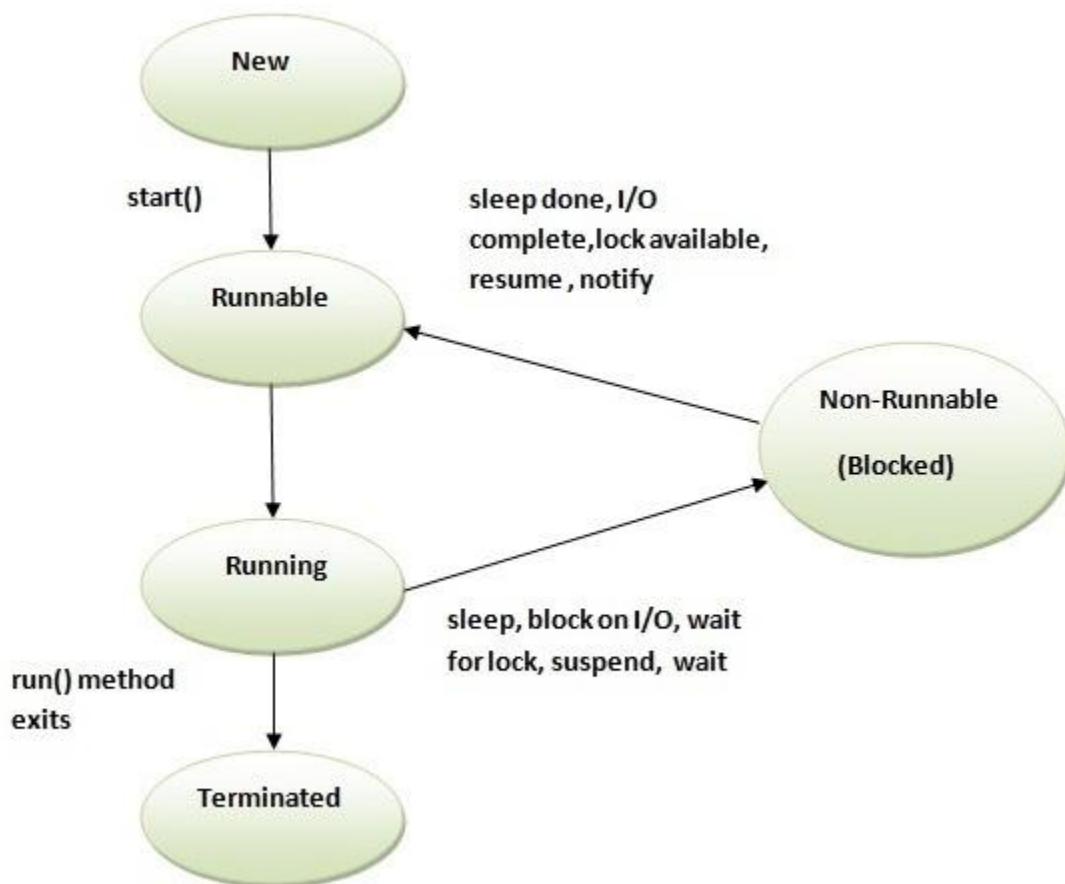 New
start()
sleep done, I/O
complete,lock available,
resume , notify
Runnable
Non-Runnable
(Blocked)
Running
sleep, block on I/O, wait
for lock, suspend, wait
run() method
exits
Terminated